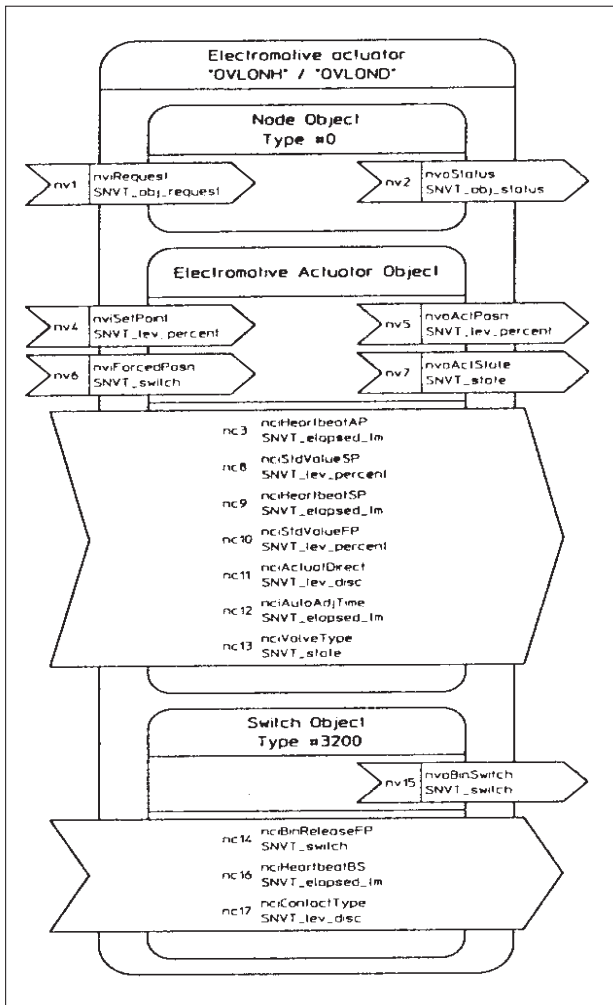 Electromotive actuator
"OVLONH" / "OVLOND"
Node Object
Type #0
nv1 nviRequest
SNVT_obj_request
nv2 nvoStatus
SNVT_obj_status
Electromotive Actuator Object
nv4 nviSetPoint
SNVT_lev_percent
nv5 nvoActPosn
SNVT_lev_percent
nv6 nviForcedPosn
SNVT_switch
nv7 nvoActState
SNVT_state
nc3 nciHeartbeatAP
SNVT_elapsed_tm
nc8 nciStdValueSP
SNVT_lev_percent
nc9 nciHeartbeatSP
SNVT_elapsed_tm
nc10 nciStdValueFP
SNVT_lev_percent
nc11 nciActuatDirect
SNVT_lev_disc
nc12 nciAutoAdjTime
SNVT_elapsed_tm
nc13 nciValveType
SNVT_state
Switch Object
Type #3200
nv15 nvoBinSwitch
SNVT_switch
nc14 nciBinReleaseFP
SNVT_switch
nc16 nciHeartbeatBS
SNVT_elapsed_tm
nc17 nciContactType
SNVT_lev_disc